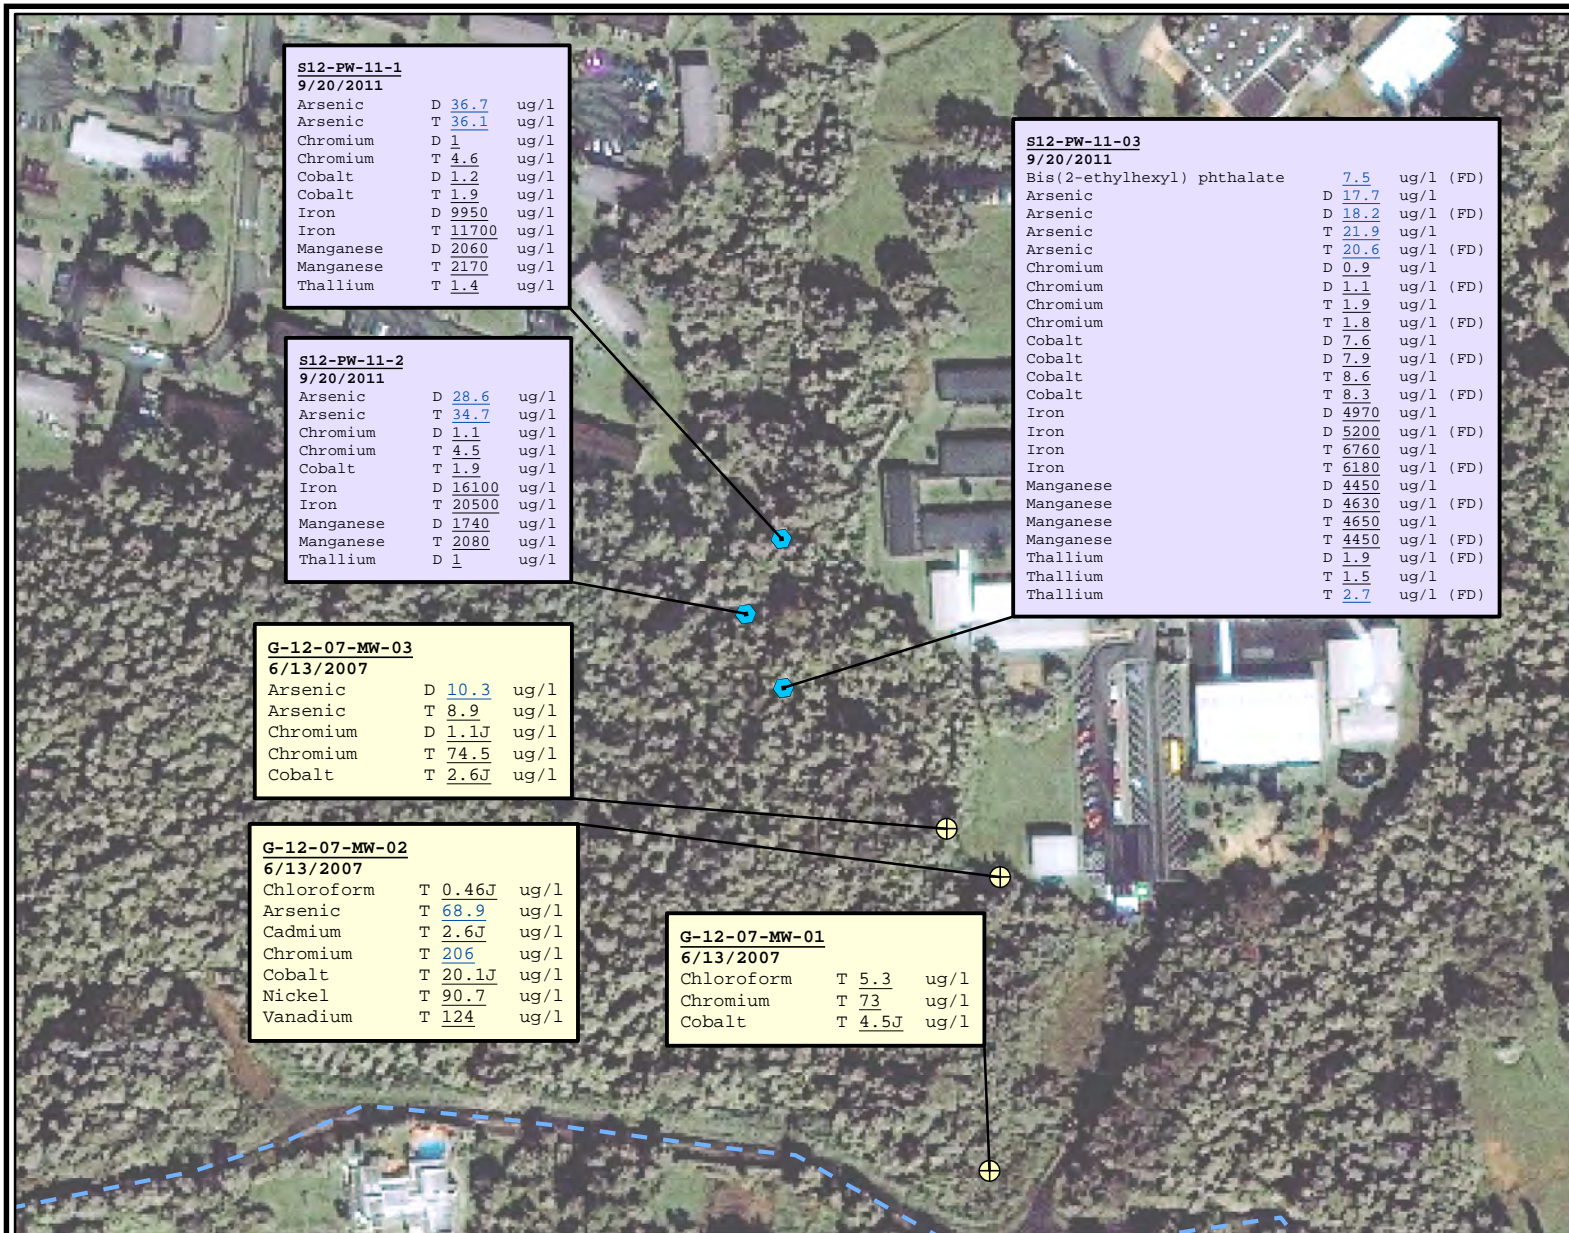 S12-PW-11-1
9/20/2011
Arsenic D 36.7 ug/l
Arsenic T 36.1 ug/l
Chromium D 1 ug/l
Chromium T 4.6 ug/l
Cobalt D 1.2 ug/l
Cobalt T 1.9 ug/l
Iron D 9950 ug/l
Iron T 11700 ug/l
Manganese D 2060 ug/l
Manganese T 2170 ug/l
Thallium T 1.4 ug/l
S12-PW-11-03
9/20/2011
Bis(2-ethylhexyl) phthalate 7.5 ug/l (FD)
Arsenic D 17.7 ug/l
Arsenic D 18.2 ug/l (FD)
Arsenic T 21.9 ug/l
Arsenic T 20.6 ug/l (FD)
Chromium D 0.9 ug/l
Chromium D 1.1 ug/l (FD)
Chromium T 1.9 ug/l
Chromium T 1.8 ug/l (FD)
Cobalt D 7.6 ug/l
Cobalt D 7.9 ug/l (FD)
Cobalt T 8.6 ug/l
Cobalt T 8.3 ug/l (FD)
Iron D 4970 ug/l
Iron D 5200 ug/l (FD)
Iron T 6760 ug/l
Iron T 6180 ug/l (FD)
Manganese D 4450 ug/l
Manganese D 4630 ug/l (FD)
Manganese T 4650 ug/l
Manganese T 4450 ug/l (FD)
Thallium D 1.9 ug/l (FD)
Thallium T 1.5 ug/l
Thallium T 2.7 ug/l (FD)
S12-PW-11-2
9/20/2011
Arsenic D 28.6 ug/l
Arsenic T 34.7 ug/l
Chromium D 1.1 ug/l
Chromium T 4.5 ug/l
Cobalt T 1.9 ug/l
Iron D 16100 ug/l
Iron T 20500 ug/l
Manganese D 1740 ug/l
Manganese T 2080 ug/l
Thallium D 1 ug/l
G-12-07-MW-03
6/13/2007
Arsenic D 10.3 ug/l
Arsenic T 8.9 ug/l
Chromium D 1.1J ug/l
Chromium T 74.5 ug/l
Cobalt T 2.6J ug/l
G-12-07-MW-02
6/13/2007
Chloroform T 0.46J ug/l
Arsenic T 68.9 ug/l
Cadmium T 2.6J ug/l
Chromium T 206 ug/l
Cobalt T 20.1J ug/l
Nickel T 90.7 ug/l
Vanadium T 124 ug/l
G-12-07-MW-01
6/13/2007
Chloroform T 5.3 ug/l
Chromium T 73 ug/l
Cobalt T 4.5J ug/l